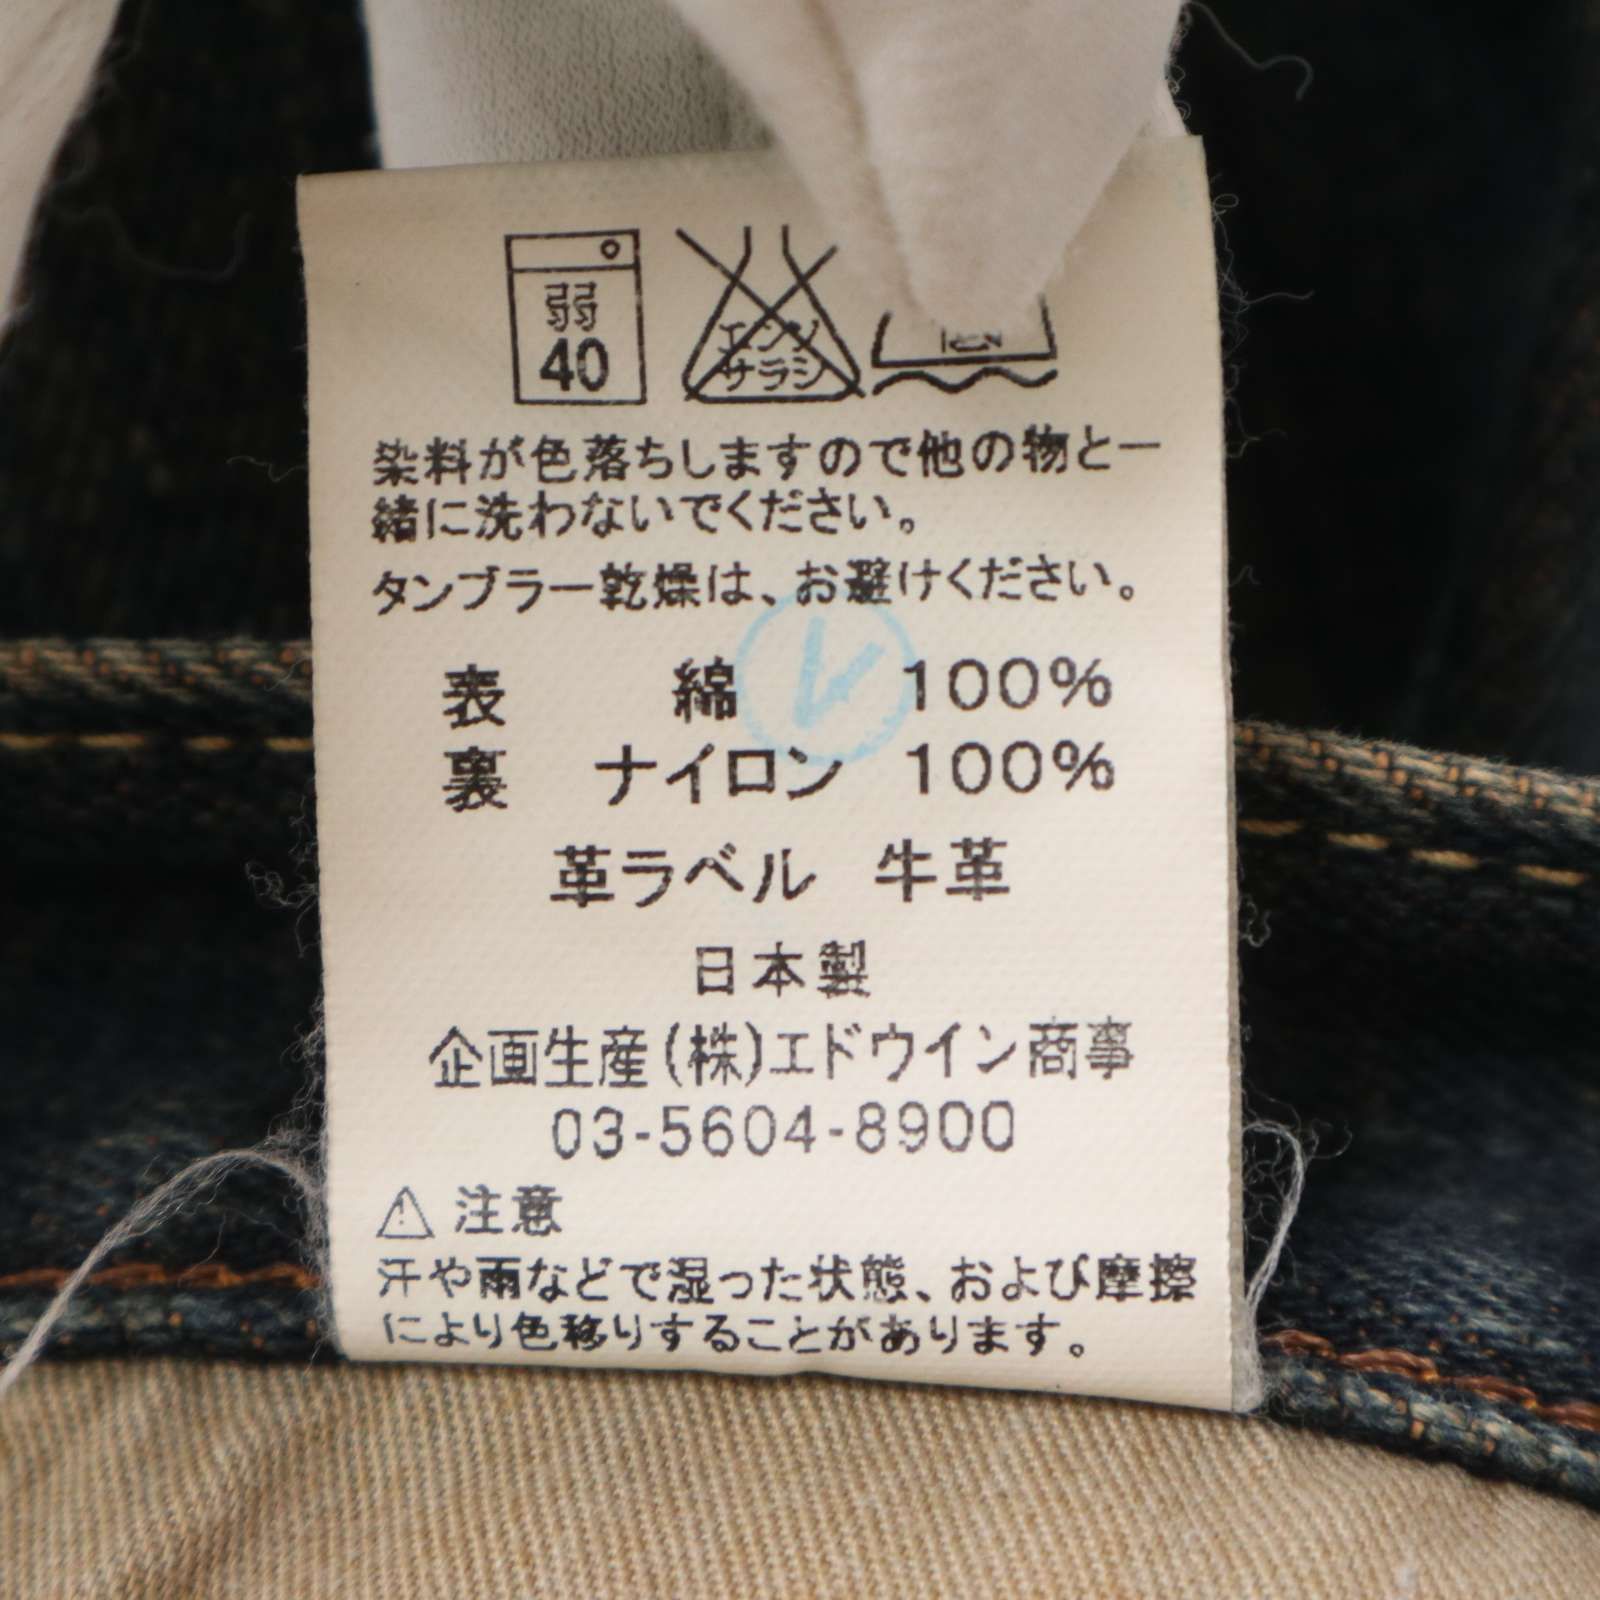 弱
40
エンソ
サラシ
染料が色落ちしますので他の物と一
緒に洗わないでください。
タンブラー乾燥は、お避けください。
表 綿 100%
裏 ナイロン 100%
革ラベル 牛革
日本製
企画生産(株)エドウイン商事
03-5604-8900
注意
汗や雨などで湿った状態、および摩擦
により色移りすることがあります。